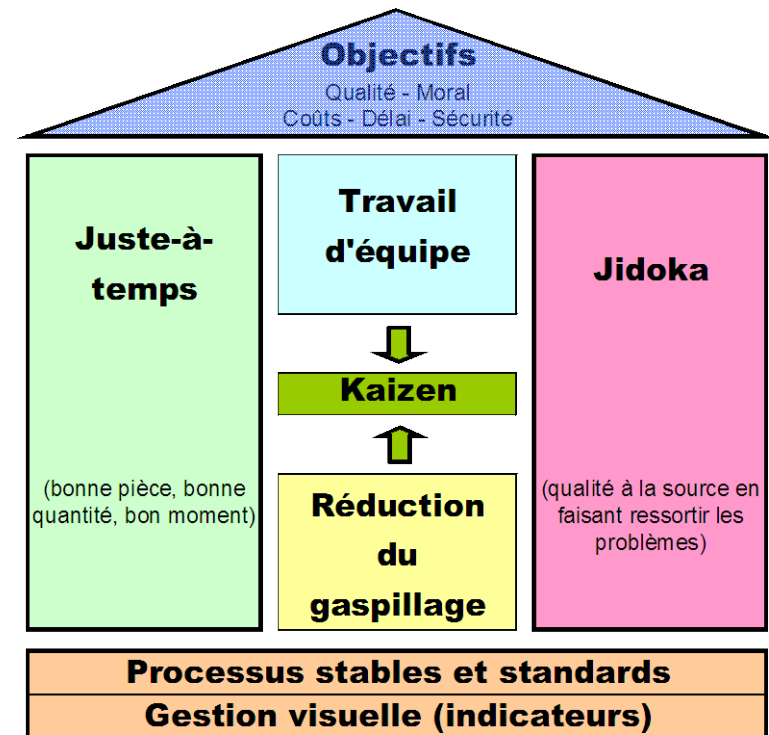 Objectifs
Qualité - Moral
Coûts - Délai - Sécurité
Juste-à-
temps
(bonne pièce, bonne
quantité, bon moment)
Travail
d'équipe
Kaizen
Réduction
du
gaspillage
Jidoka
(qualité à la source en
faisant ressortir les
problèmes)
Processus stables et standards
Gestion visuelle (indicateurs)